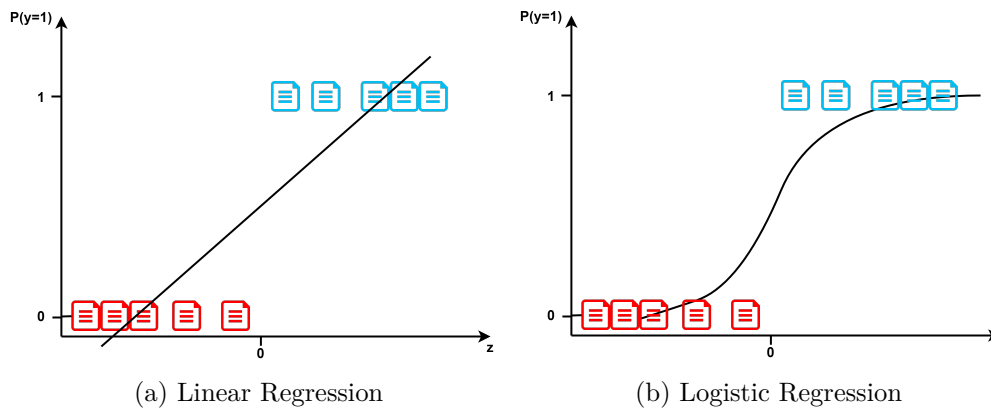 P(y=1)
1
0
0
z
(a) Linear Regression
P(y=1)
1
0
0
(b) Logistic Regression